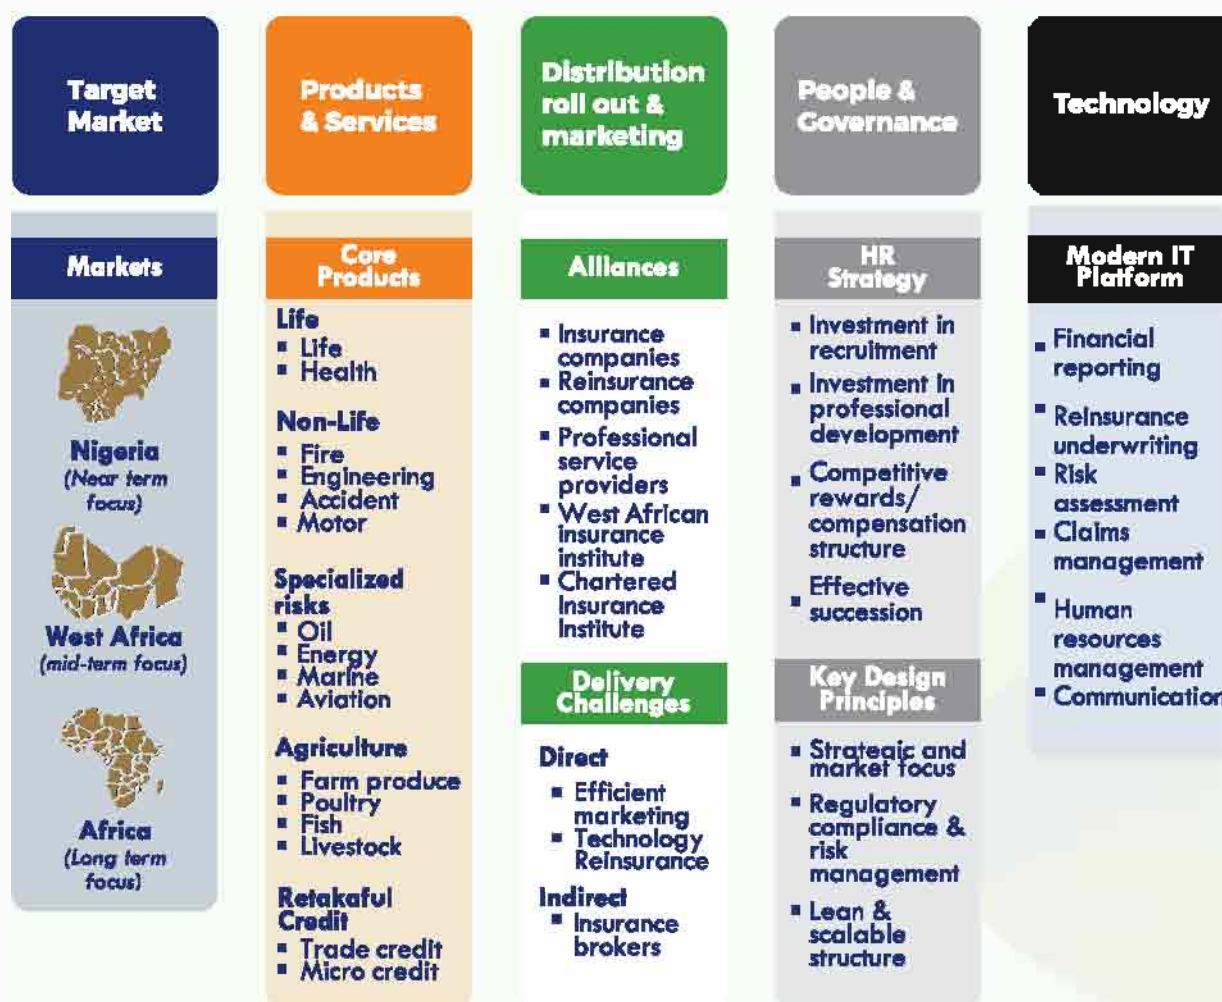 Target
Market
Products
& Services
Distribution
roll out &
marketing
People &
Governance
Technology
Markets
Nigeria
(Near term
focus)
West Africa
(mid-term focus)
Africa
(Long term
focus)
Core
Products
Life
▪ Life
▪ Health
Non-Life
▪ Fire
▪ Engineering
▪ Accident
▪ Motor
Specialized
risks
▪ Oil
▪ Energy
▪ Marine
▪ Aviation
Agriculture
▪ Farm produce
▪ Poultry
▪ Fish
▪ Livestock
Retakaful
Credit
▪ Trade credit
▪ Micro credit
Alliances
▪ Insurance
companies
▪ Reinsurance
companies
▪ Professional
service
providers
▪ West African
insurance
institute
▪ Chartered
Insurance
Institute
Delivery
Challenges
Direct
▪ Efficient
marketing
▪ Technology
Reinsurance
Indirect
▪ Insurance
brokers
HR
Strategy
▪ Investment in
recruitment
▪ Investment in
professional
development
▪ Competitive
rewards/
compensation
structure
▪ Effective
succession
Key Design
Principles
▪ Strategic and
market focus
▪ Regulatory
compliance &
risk
management
▪ Lean &
scalable
structure
Modern IT
Platform
▪ Financial
reporting
▪ Reinsurance
underwriting
▪ Risk
assessment
▪ Claims
management
▪ Human
resources
management
▪ Communication